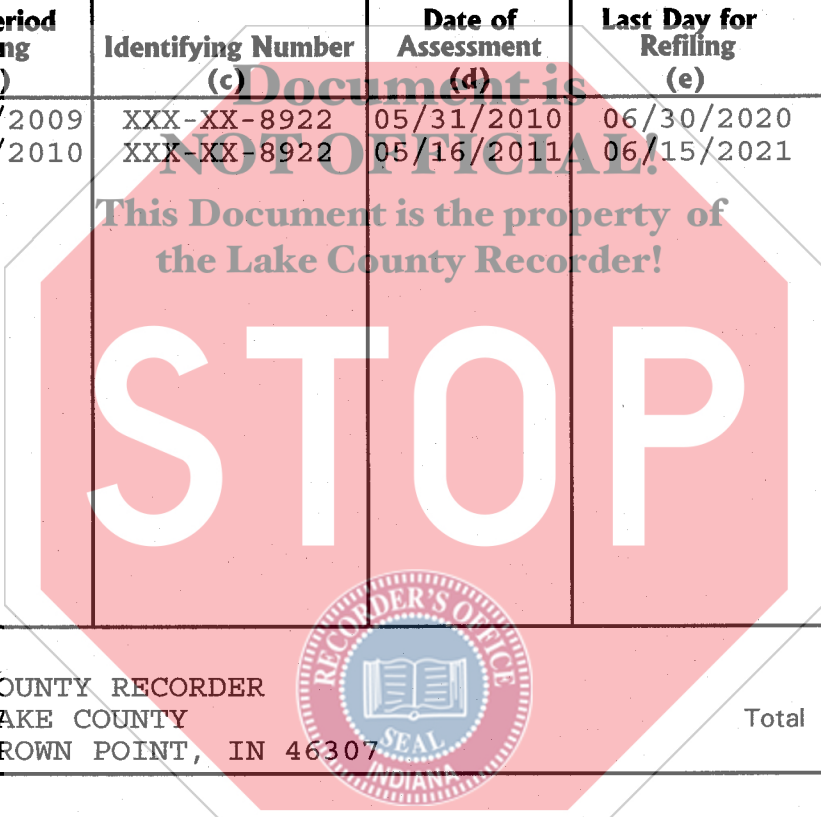 eriod
ng
)
Identifying Number
(c)
Date of
Assessment
(d)
Last Day for
Refiling
(e)
/2009 XXX-XX-8922 05/31/2010 06/30/2020
/2010 XXX-XX-8922 05/16/2011 06/15/2021
Document is
NOT OFFICIAL!
This Document is the property of
the Lake County Recorder!
STOP
RECORDER'S OFFICE
SEAL
INDIANA
OUNTY RECORDER
AKE COUNTY
ROWN POINT, IN 46307
Total